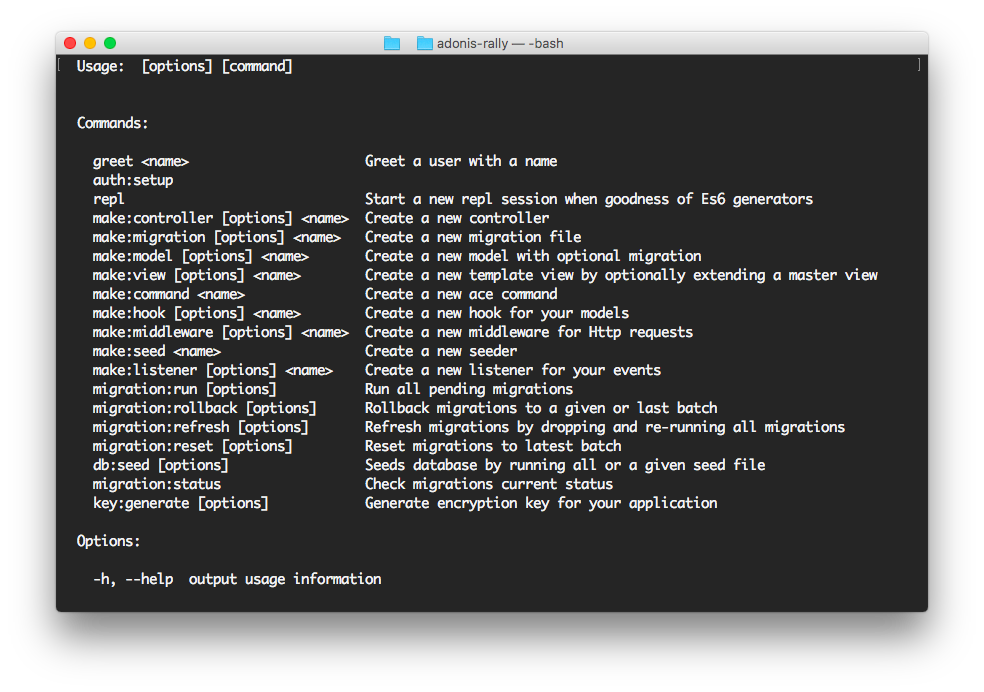 adonis-rally — -bash
Usage:  [options] [command]
Commands:
greet <name>                      Greet a user with a name
auth:setup
repl                              Start a new repl session when goodness of Es6 generators
make:controller [options] <name>  Create a new controller
make:migration [options] <name>   Create a new migration file
make:model [options] <name>       Create a new model with optional migration
make:view [options] <name>        Create a new template view by optionally extending a master view
make:command <name>               Create a new ace command
make:hook [options] <name>        Create a new hook for your models
make:middleware [options] <name>  Create a new middleware for Http requests
make:seed <name>                  Create a new seeder
make:listener [options] <name>    Create a new listener for your events
migration:run [options]           Run all pending migrations
migration:rollback [options]      Rollback migrations to a given or last batch
migration:refresh [options]       Refresh migrations by dropping and re-running all migrations
migration:reset [options]         Reset migrations to latest batch
db:seed [options]                 Seeds database by running all or a given seed file
migration:status                  Check migrations current status
key:generate [options]            Generate encryption key for your application
Options:
-h, --help  output usage information